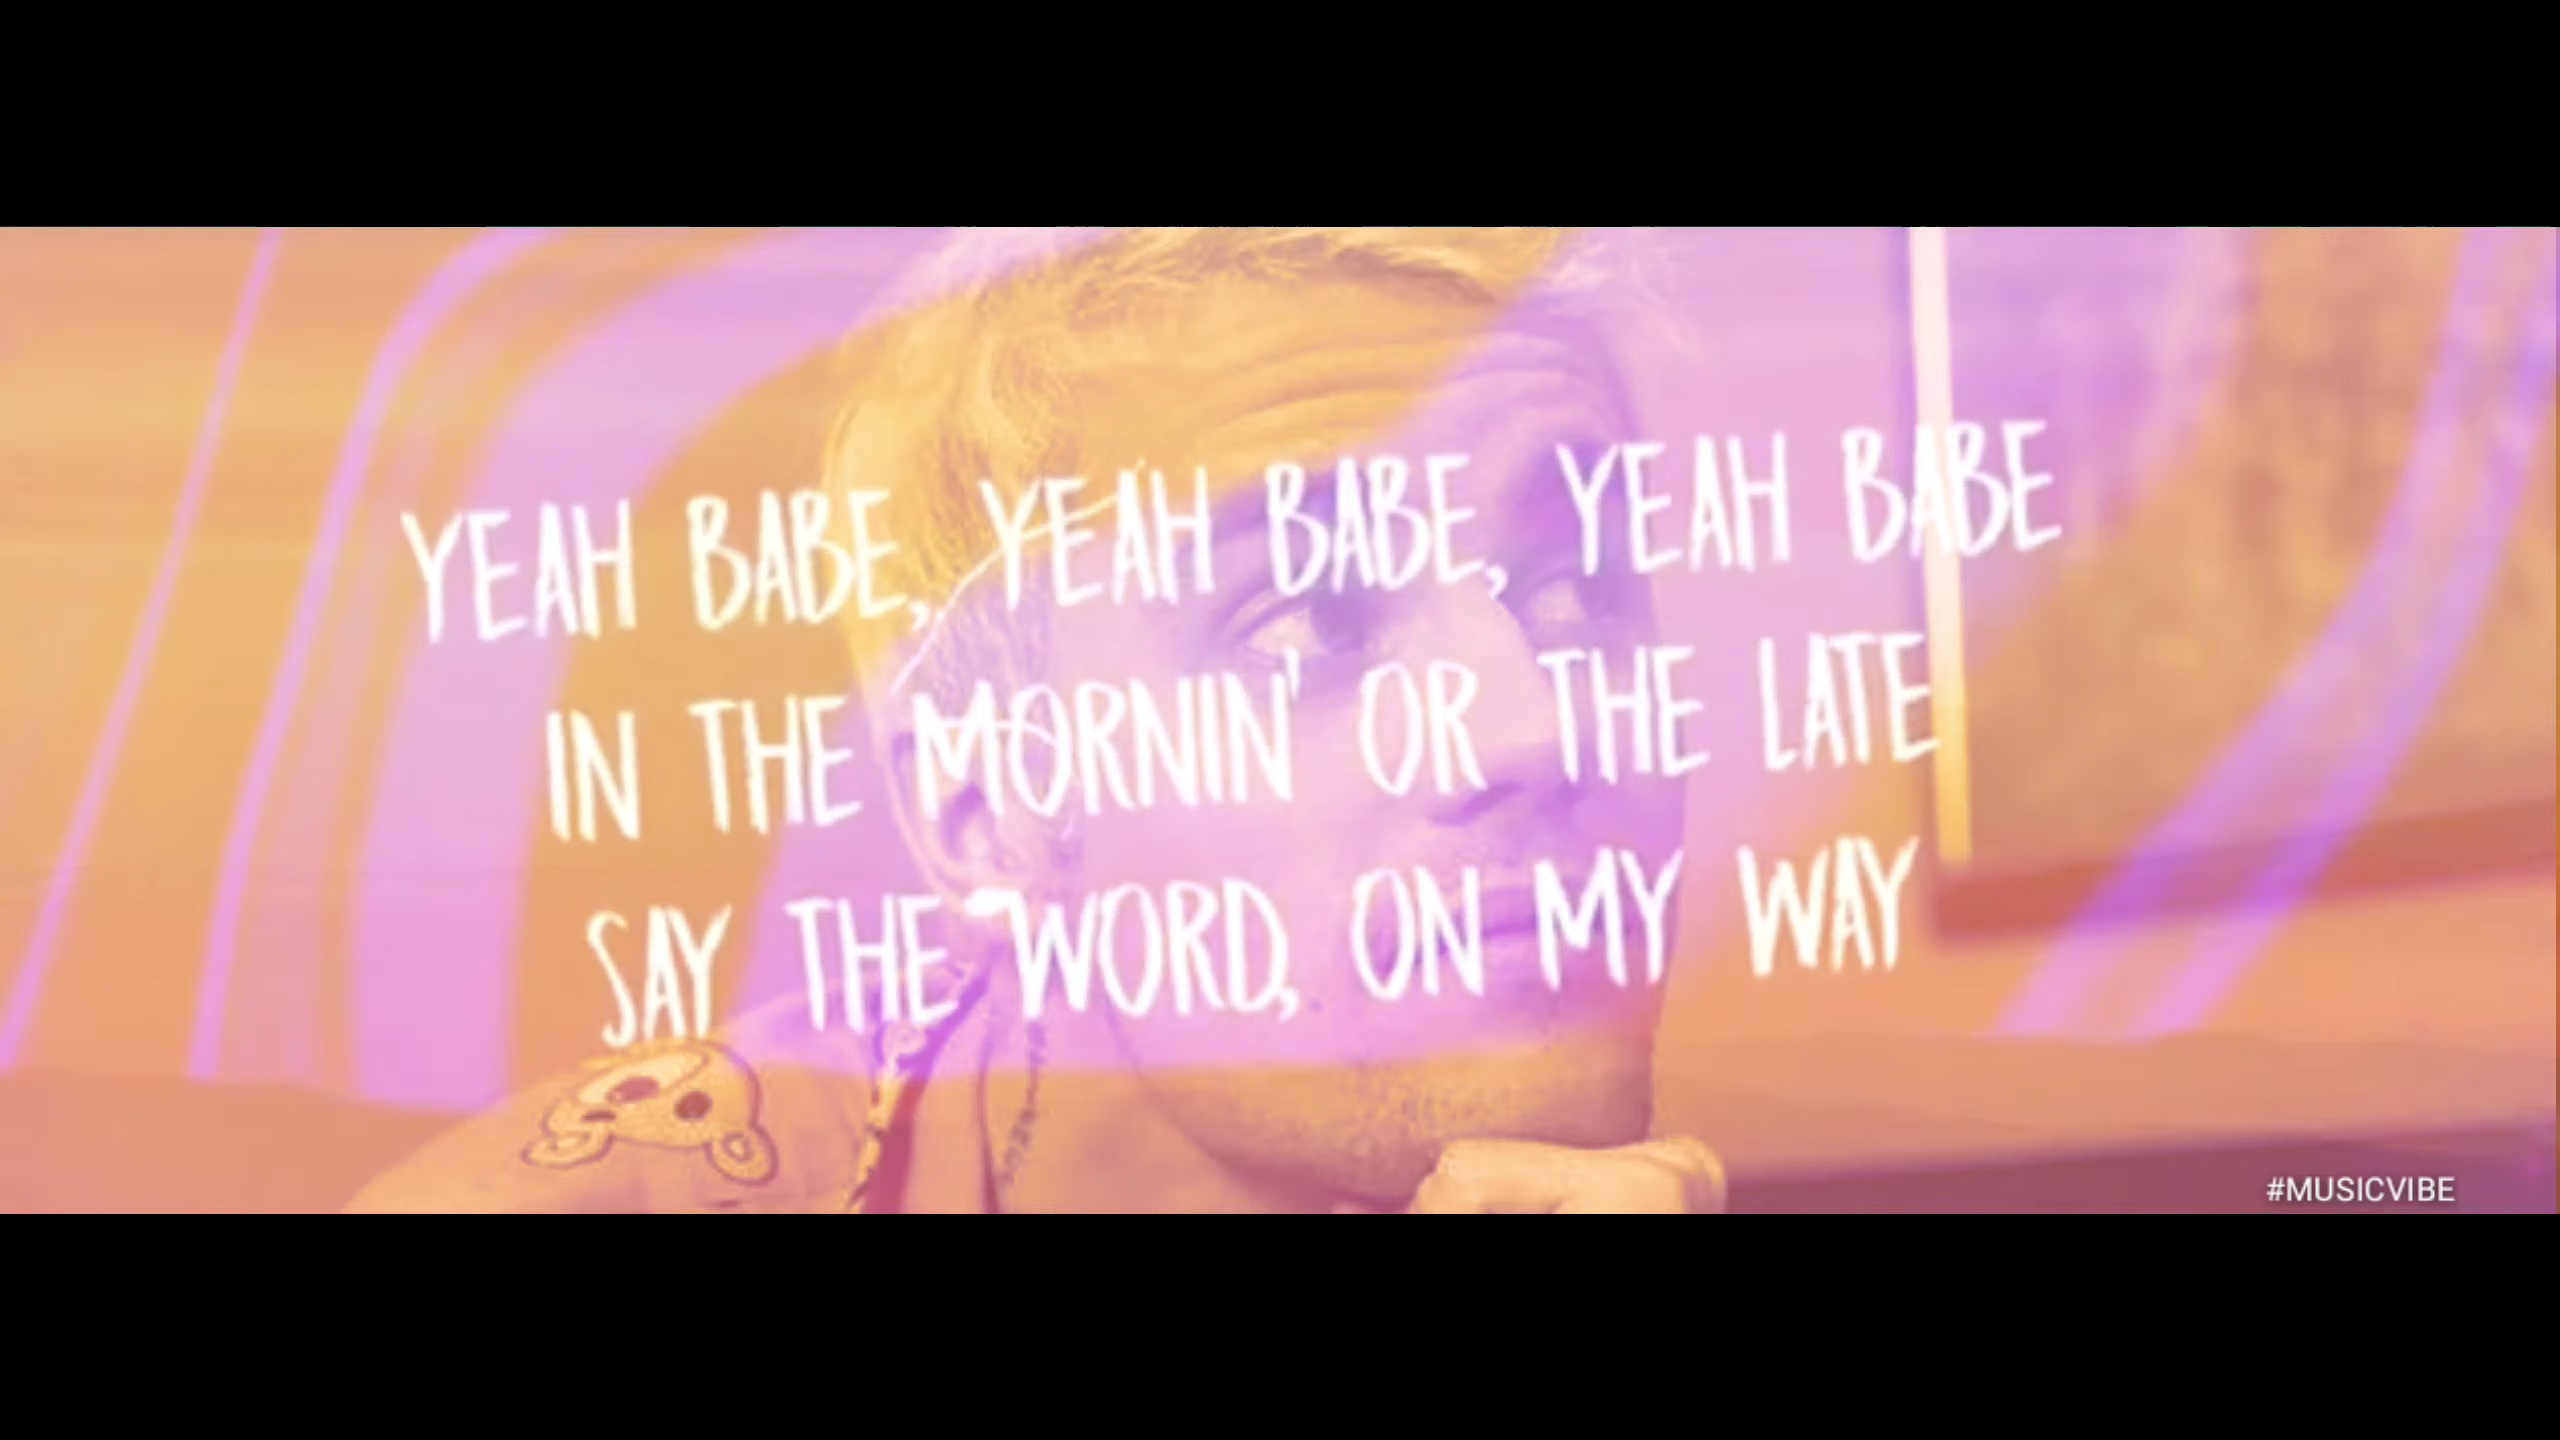 YEAH BABE, YEAH BABE, YEAH BABE
IN THE MORNIN' OR THE LATE
SAY THE WORD, ON MY WAY
#MUSICVIBE